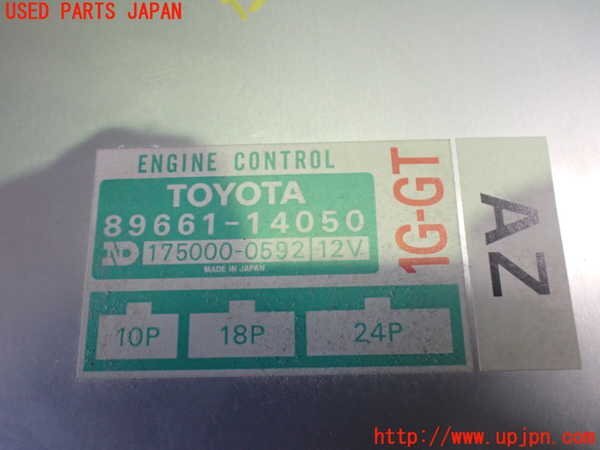 USED PARTS JAPAN
ENGINE CONTROL
TOYOTA
89661-14050
ND 175000-0592 12V
MADE IN JAPAN
1G-GT
AZ
10P 18P 24P
http://www.upjpn.com/